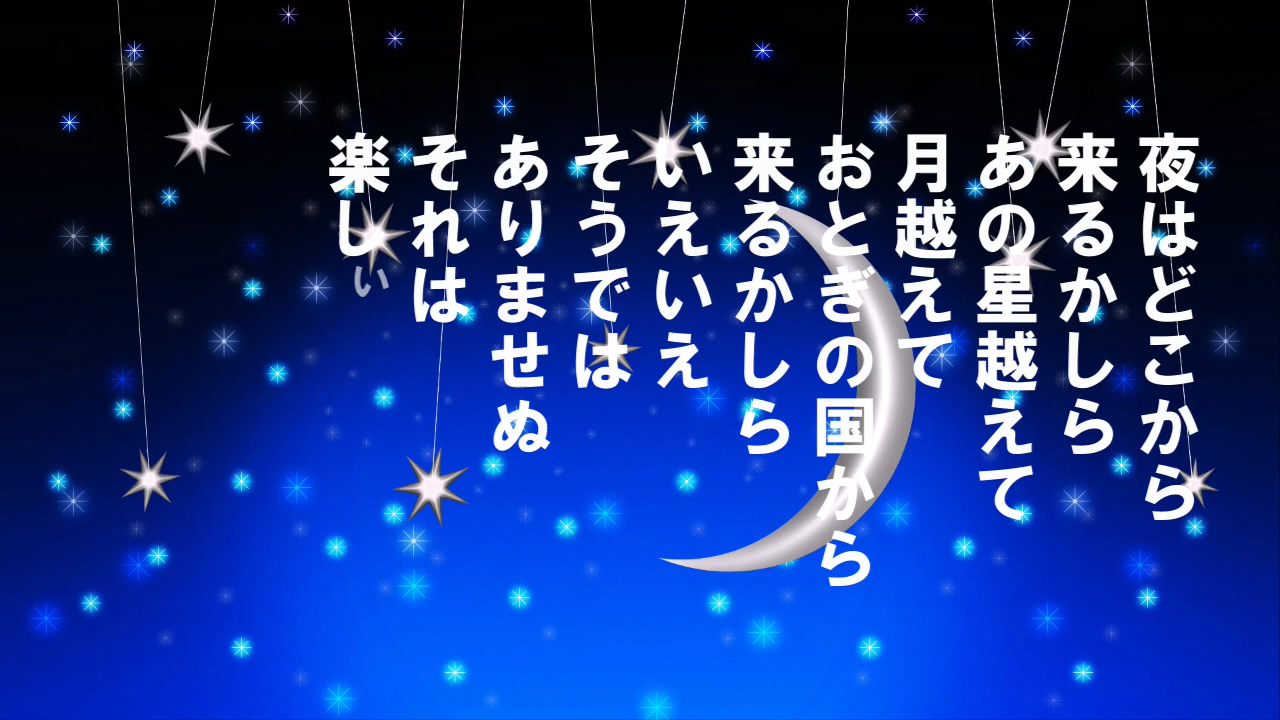 夜はどこから
来るかしら
あの星越えて
月越えて
おとぎの国から
来るかしら
いえいえ
そうでは
ありませぬ
それは
楽しい